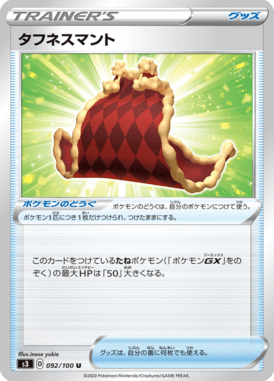 TRAINER'S
グッズ
タフネスマント
ポケモンのどうぐ
ポケモンのどうぐは、自分のポケモンにつけて使う。
ポケモン1匹につき1枚だけつけられ、つけたままにする。
このカードをつけているたねポケモン(「ポケモンGX」を
のぞく)の最大HPは「50」大きくなる。
Illus. inose yukie
s3 D 092/100 U
グッズは、自分の番に何枚でも使える。
©2020 Pokémon/Nintendo/Creatures/GAME FREAK.